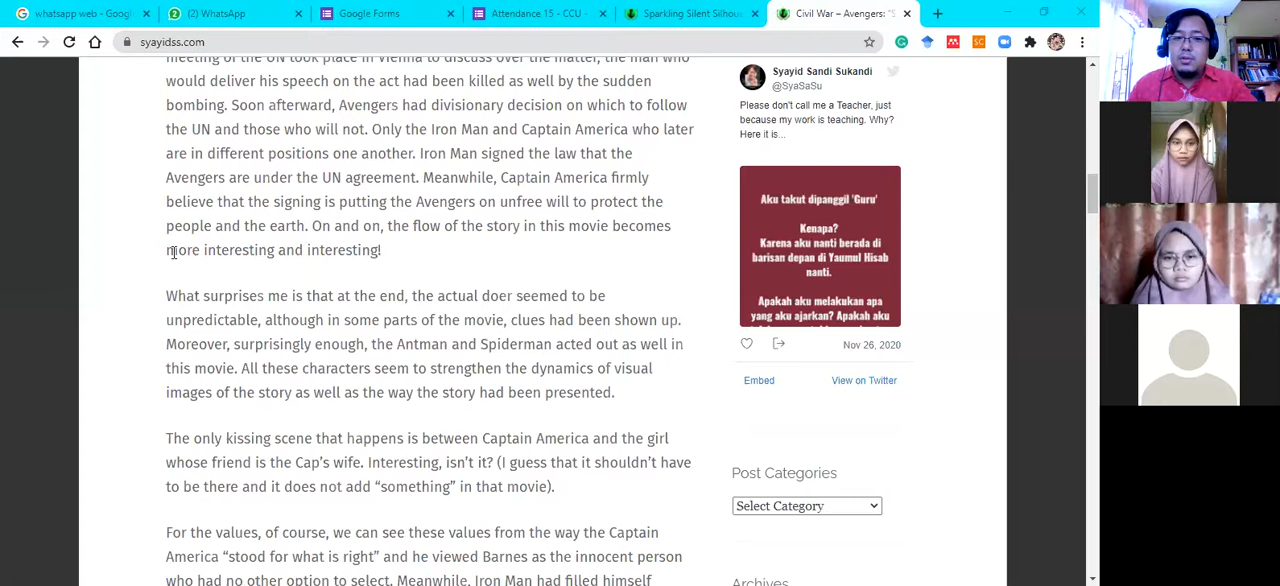 whatsapp web - Goog
(2) WhatsApp
Google Forms
Attendance 15 - CCU -
Sparkling Silent Silhou
Civil War – Avengers: "S
syayidss.com
meeting of the UN took place in Vienna to discuss over the matter, the man who
would deliver his speech on the act had been killed as well by the sudden
bombing. Soon afterward, Avengers had divisionary decision on which to follow
the UN and those who will not. Only the Iron Man and Captain America who later
are in different positions one another. Iron Man signed the law that the
Avengers are under the UN agreement. Meanwhile, Captain America firmly
believe that the signing is putting the Avengers on unfree will to protect the
people and the earth. On and on, the flow of the story in this movie becomes
more interesting and interesting!
What surprises me is that at the end, the actual doer seemed to be
unpredictable, although in some parts of the movie, clues had been shown up.
Moreover, surprisingly enough, the Antman and Spiderman acted out as well in
this movie. All these characters seem to strengthen the dynamics of visual
images of the story as well as the way the story had been presented.
The only kissing scene that happens is between Captain America and the girl
whose friend is the Cap's wife. Interesting, isn't it? (I guess that it shouldn't have
to be there and it does not add "something" in that movie).
For the values, of course, we can see these values from the way the Captain
America "stood for what is right" and he viewed Barnes as the innocent person
who had no other option to select. Meanwhile, Iron Man had filled himself
Syayid Sandi Sukandi
@SyaSaSu
Please don't call me a Teacher, just
because my work is teaching. Why?
Here it is...
Aku takut dipanggil 'Guru'
Kenapa?
Karena aku nanti berada di
barisan depan di Yaumul Hisab
nanti.
Apakah aku melakukan apa
yang aku ajarkan? Apakah aku
Nov 26, 2020
Embed
View on Twitter
Post Categories
Select Category
Archives